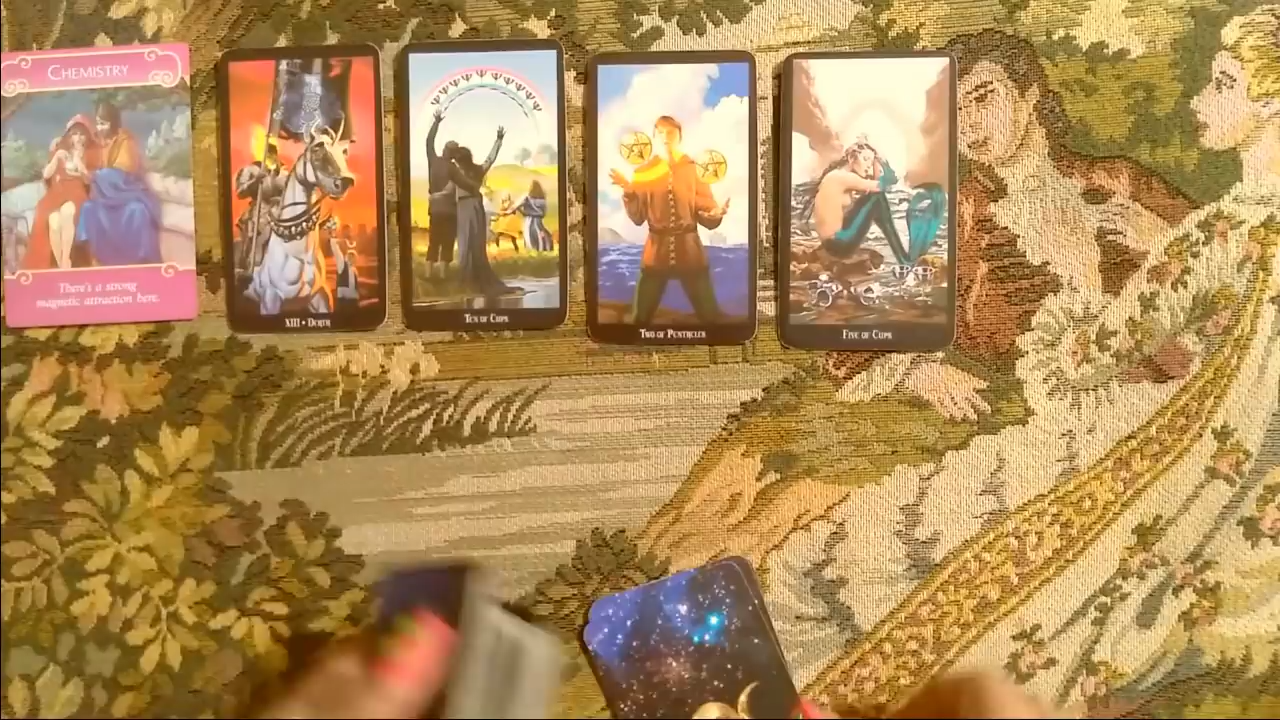 CHEMISTRY
There's a strong
magnetic attraction here.
XIII • DEATH
TEN OF CUPS
TWO OF PENTACLES
FIVE OF CUPS